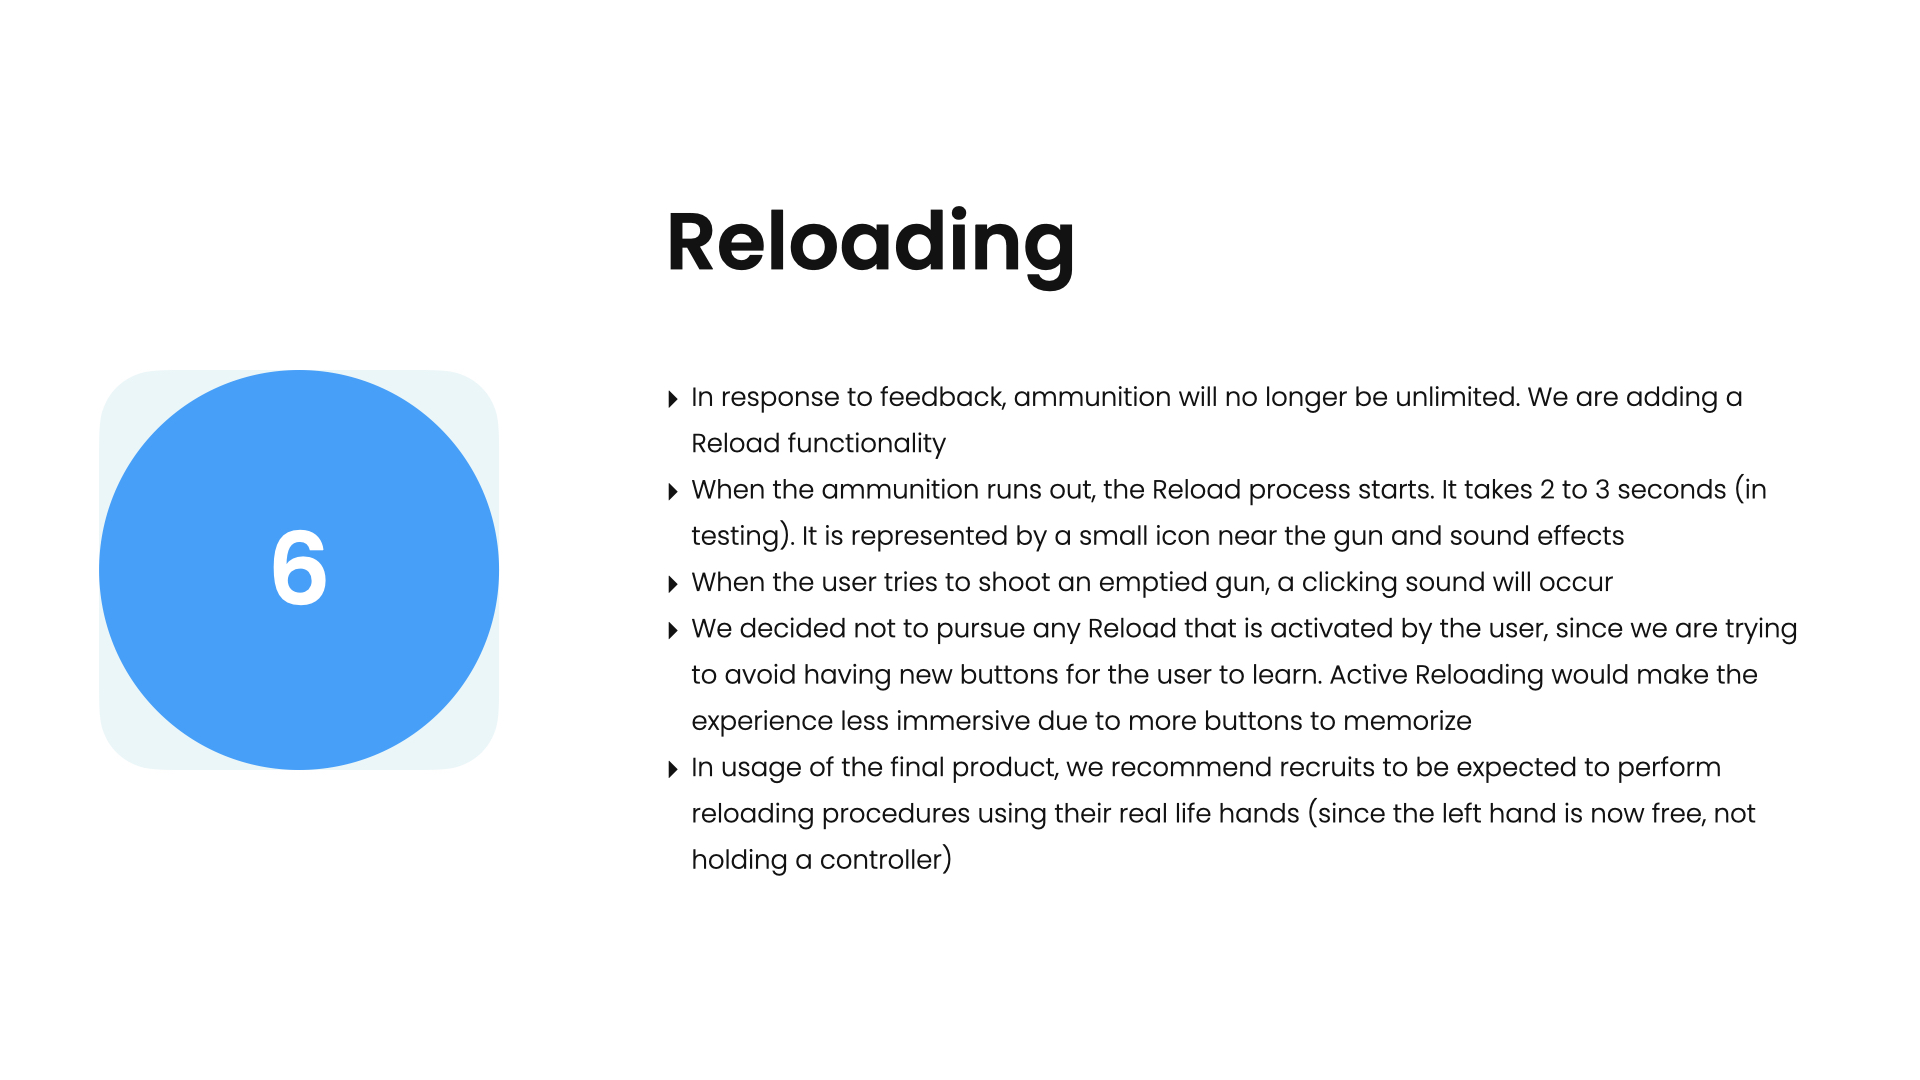 Reloading
6
▸ In response to feedback, ammunition will no longer be unlimited. We are adding a
Reload functionality
▸ When the ammunition runs out, the Reload process starts. It takes 2 to 3 seconds (in
testing). It is represented by a small icon near the gun and sound effects
▸ When the user tries to shoot an emptied gun, a clicking sound will occur
▸ We decided not to pursue any Reload that is activated by the user, since we are trying
to avoid having new buttons for the user to learn. Active Reloading would make the
experience less immersive due to more buttons to memorize
▸ In usage of the final product, we recommend recruits to be expected to perform
reloading procedures using their real life hands (since the left hand is now free, not
holding a controller)